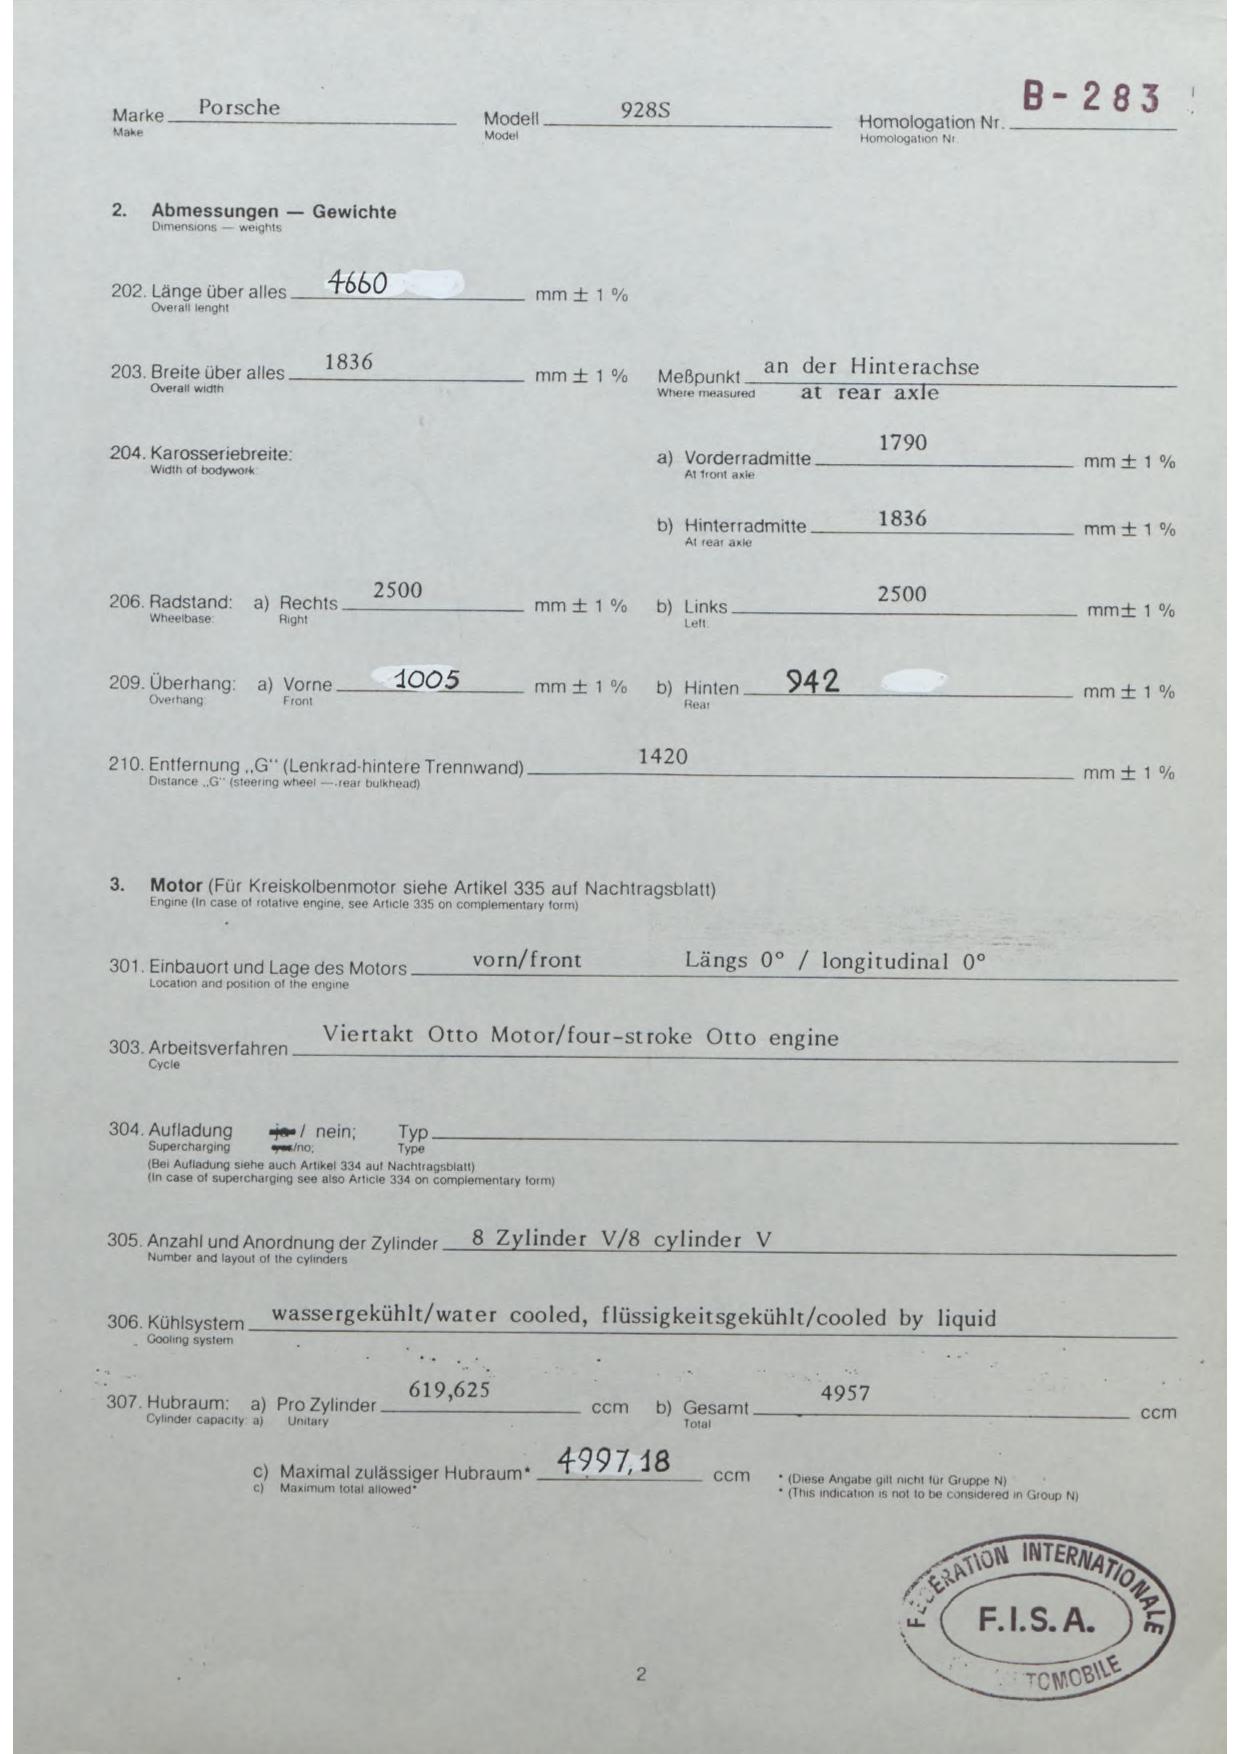 Marke Porsche Modell 928S Homologation Nr. B-283
Make Model Homologation Nr.
2. Abmessungen — Gewichte
Dimensions — weights
202. Länge über alles 4660 mm ± 1 %
Overall lenght
203. Breite über alles 1836 mm ± 1 % Meßpunkt an der Hinterachse
Overall width Where measured at rear axle
204. Karosseriebreite: a) Vorderradmitte 1790 mm ± 1 %
Width of bodywork: At front axle
b) Hinterradmitte 1836 mm ± 1 %
At rear axle
206. Radstand: a) Rechts 2500 mm ± 1 % b) Links 2500 mm ± 1 %
Wheelbase: Right Left:
209. Überhang: a) Vorne 1005 mm ± 1 % b) Hinten 942 mm ± 1 %
Overhang: Front Rear
210. Entfernung „G“ (Lenkrad-hintere Trennwand) 1420 mm ± 1 %
Distance „G“ (steering wheel — rear bulkhead)
3. Motor (Für Kreiskolbenmotor siehe Artikel 335 auf Nachtragsblatt)
Engine (In case of rotative engine, see Article 335 on complementary form)
301. Einbauort und Lage des Motors vorn/front Längs 0° / longitudinal 0°
Location and position of the engine
303. Arbeitsverfahren Viertakt Otto Motor/four-stroke Otto engine
Cycle
304. Aufladung ja / nein; Typ
Supercharging yes/no; Type
(Bei Aufladung siehe auch Artikel 334 auf Nachtragsblatt)
(In case of supercharging see also Article 334 on complementary form)
305. Anzahl und Anordnung der Zylinder 8 Zylinder V/8 cylinder V
Number and layout of the cylinders
306. Kühlsystem wassergekühlt/water cooled, flüssigkeitsgekühlt/cooled by liquid
Cooling system
307. Hubraum: a) Pro Zylinder 619,625 ccm b) Gesamt 4957 ccm
Cylinder capacity: a) Unitary Total
c) Maximal zulässiger Hubraum* 4997,18 ccm * (Diese Angabe gilt nicht für Gruppe N)
c) Maximum total allowed* * (This indication is not to be considered in Group N)
FEDERATION INTERNATIONALE
F.I.S.A.
TOMOBILE
2